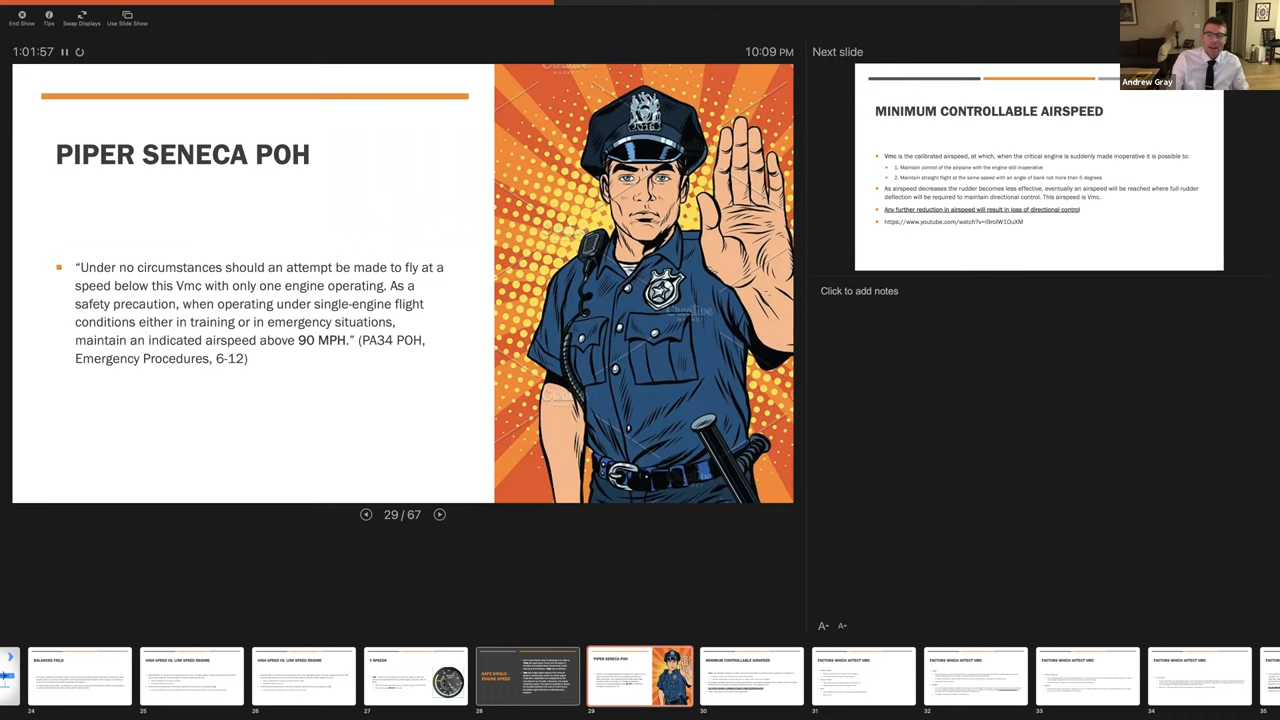 End Show
Tips
Swap Displays
Use Slide Show
1:01:57
10:09 PM
Next slide
Andrew Gray
PIPER SENECA POH
“Under no circumstances should an attempt be made to fly at a
speed below this Vmc with only one engine operating. As a
safety precaution, when operating under single-engine flight
conditions either in training or in emergency situations,
maintain an indicated airspeed above 90 MPH.” (PA34 POH,
Emergency Procedures, 6-12)
29 / 67
MINIMUM CONTROLLABLE AIRSPEED
Vmc is the calibrated airspeed, at which, when the critical engine is suddenly made inoperative it is possible to:
1. Maintain control of the airplane with the engine still inoperative
2. Maintain straight flight at the same speed with an angle of bank not more than 5 degrees
As airspeed decreases the rudder becomes less effective, eventually an airspeed will be reached where full rudder
deflection will be required to maintain directional control. This airspeed is Vmc.
Any further reduction in airspeed will result in loss of directional control
Click to add notes
BALANCED FIELD
HIGH SPEED VS. LOW SPEED REGIME
HIGH SPEED VS. LOW SPEED REGIME
V SPEEDS
SAFE SINGLE
ENGINE SPEED
PIPER SENECA POH
MINIMUM CONTROLLABLE AIRSPEED
FACTORS WHICH AFFECT VMC
FACTORS WHICH AFFECT VMC
FACTORS WHICH AFFECT VMC
FACTORS WHICH AFFECT VMC
24
25
26
27
28
29
30
31
32
33
34
35